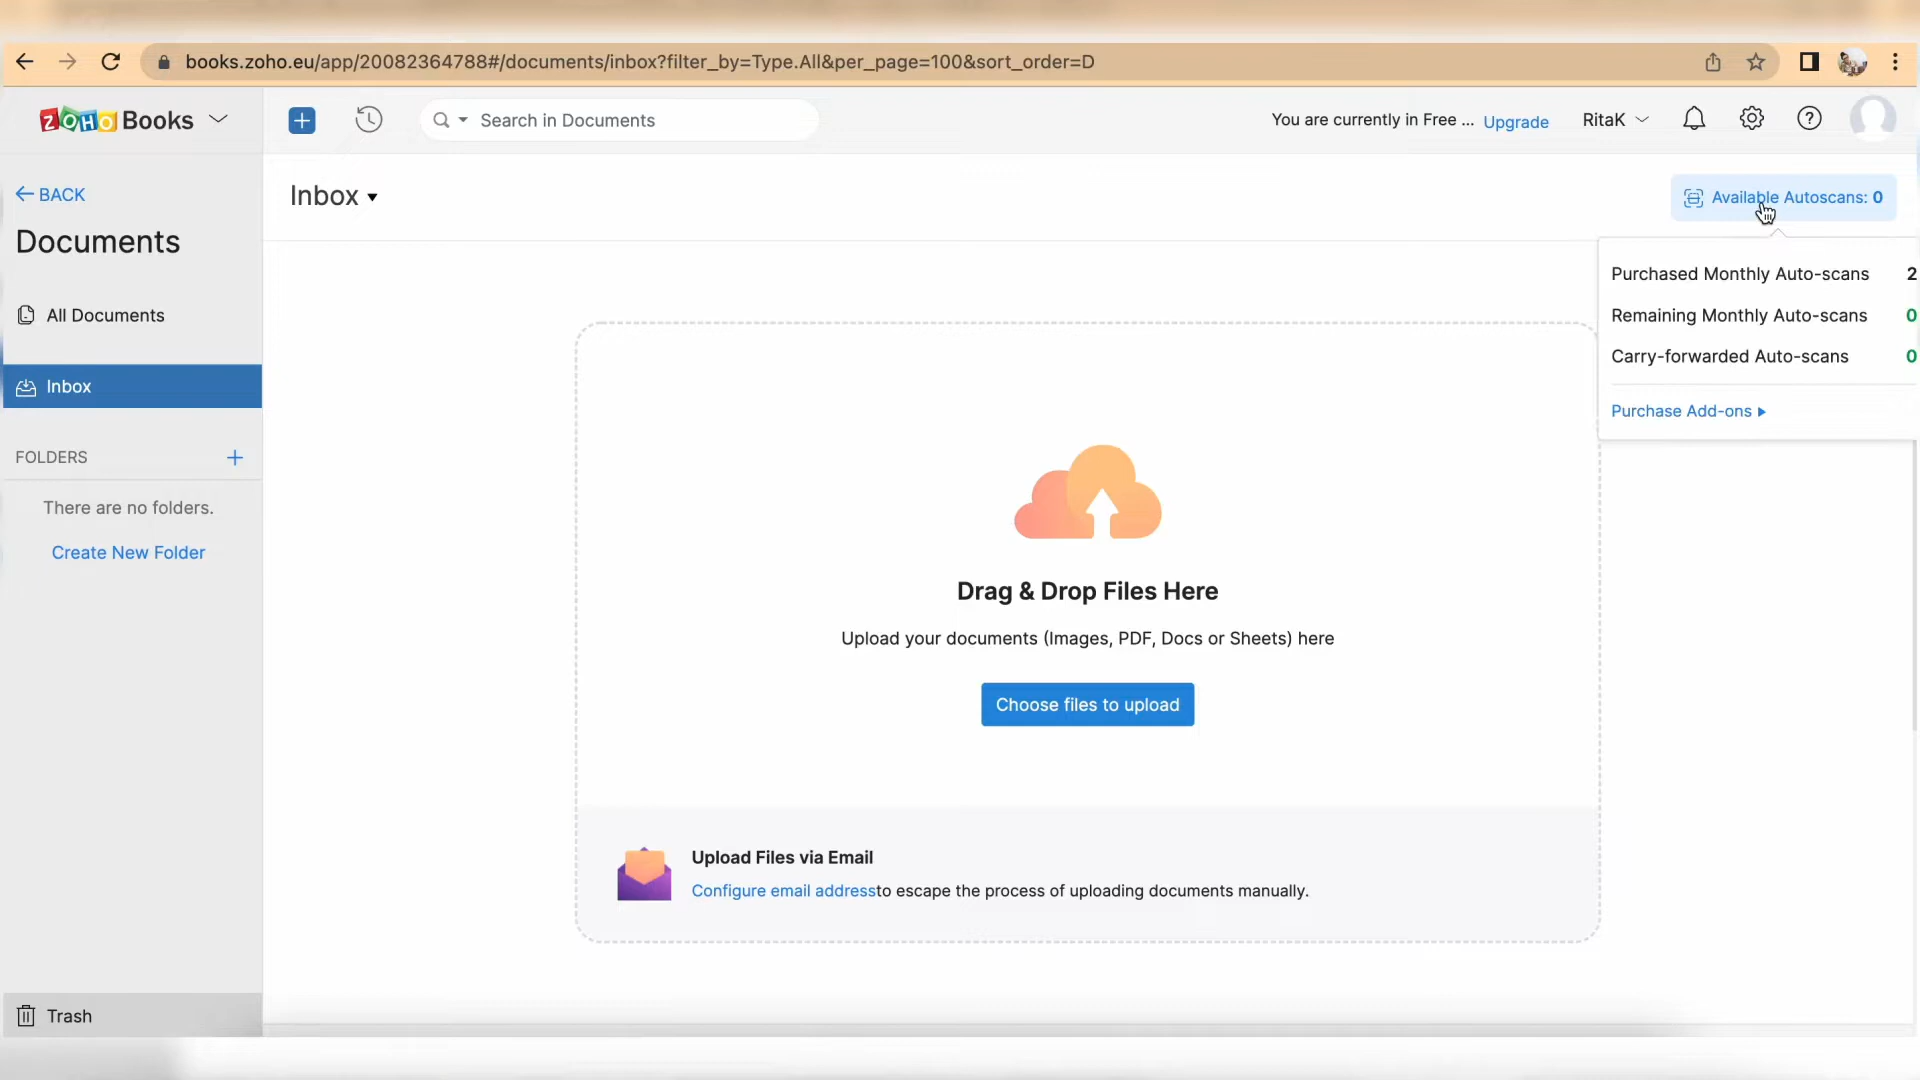 books.zoho.eu/app/20082364788#/documents/inbox?filter_by=Type.All&per_page=100&sort_order=D
ZOHO Books
Search in Documents
You are currently in Free ... Upgrade
RitaK
← BACK
Documents
All Documents
Inbox
FOLDERS +
There are no folders.
Create New Folder
Trash
Inbox
Available Autoscans: 0
Purchased Monthly Auto-scans 2
Remaining Monthly Auto-scans 0
Carry-forwarded Auto-scans 0
Purchase Add-ons
Drag & Drop Files Here
Upload your documents (Images, PDF, Docs or Sheets) here
Choose files to upload
Upload Files via Email
Configure email addressto escape the process of uploading documents manually.